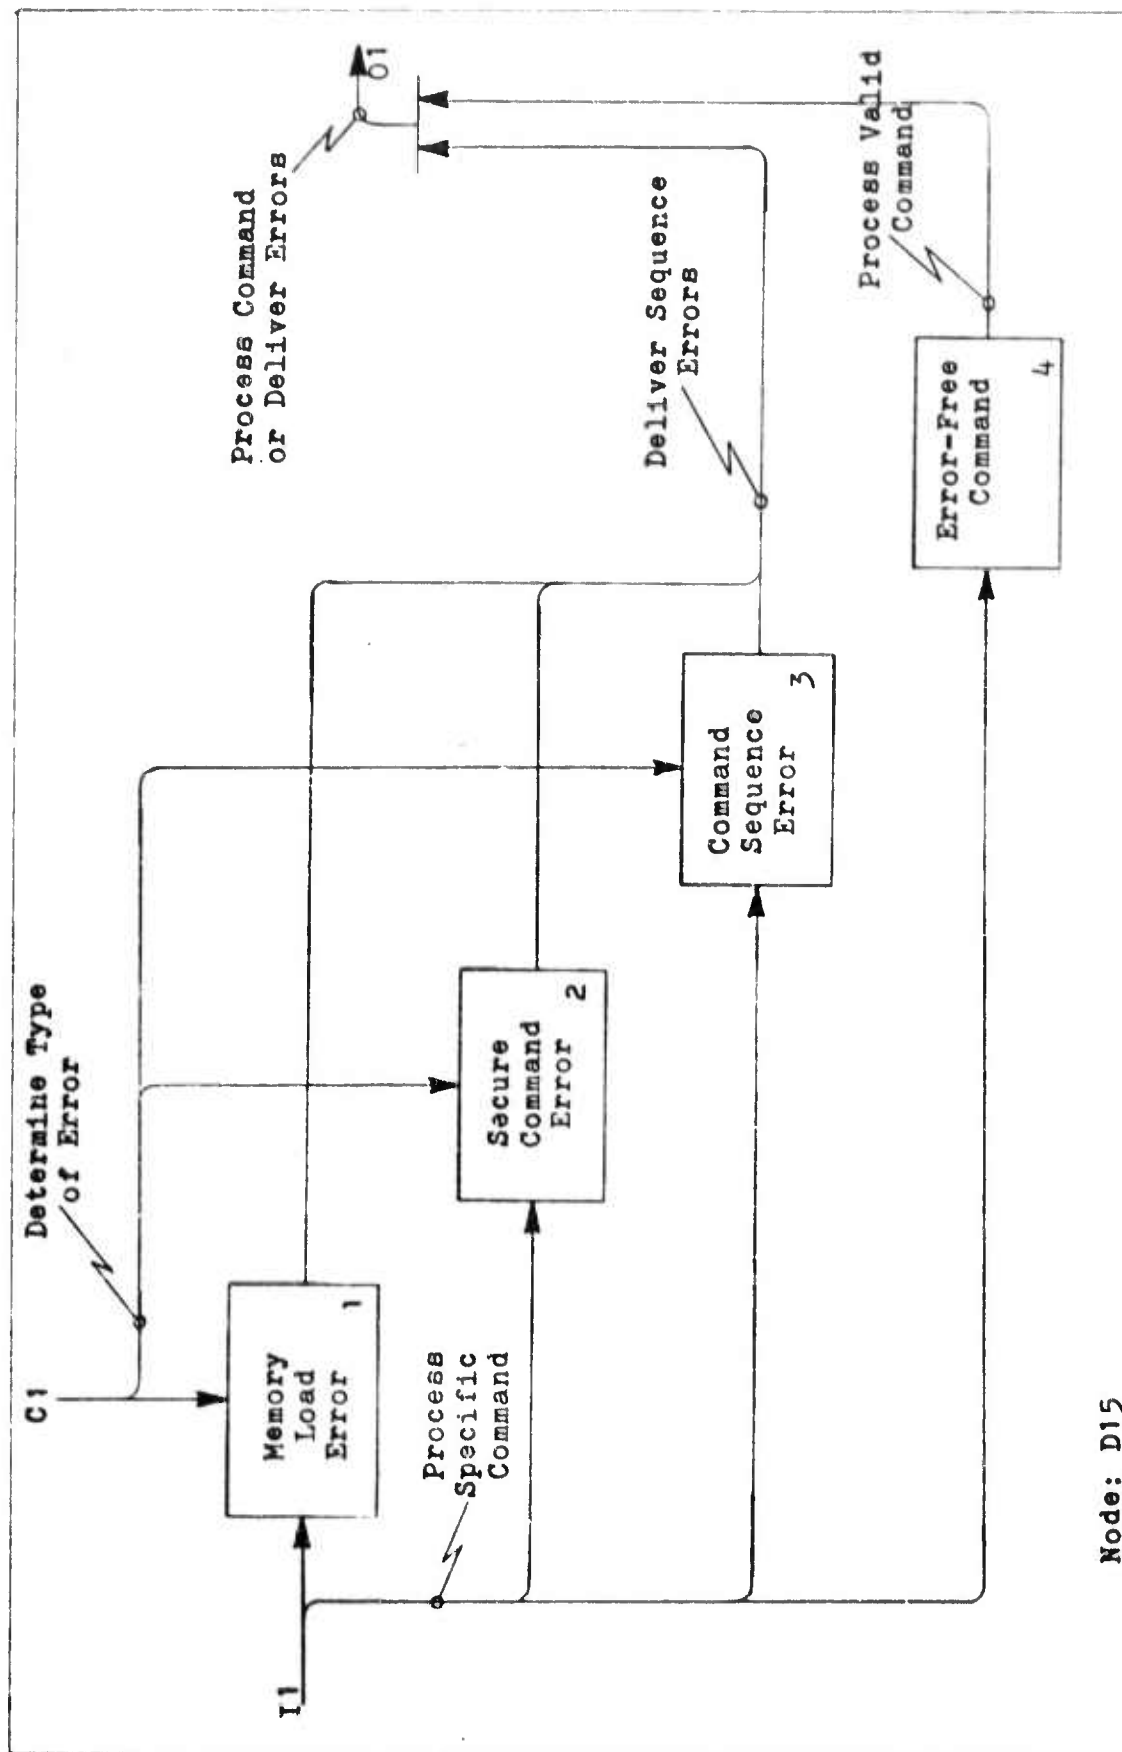 C1
Determine Type
of Error
Process Command
or Deliver Errors
O1
I1
Memory
Load
Error
1
Process
Specific
Command
Secure
Command
Error
2
Deliver Sequence
Errors
Command
Sequence
Error
3
Process Valid
Command
Error-Free
Command
4
Node: D15